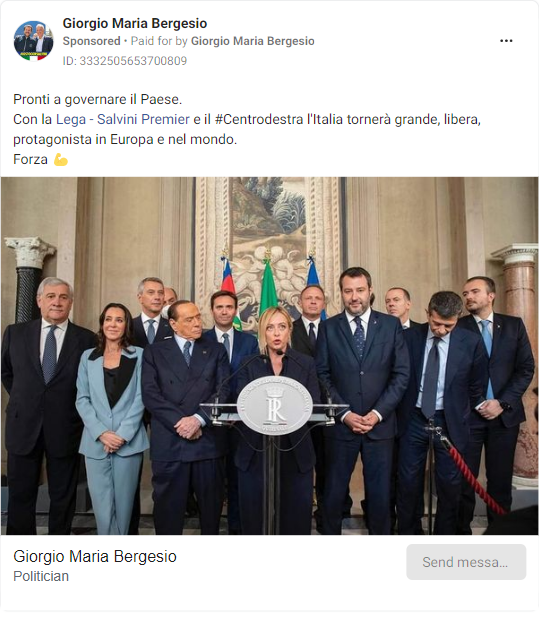 Giorgio Maria Bergesio
Sponsored • Paid for by Giorgio Maria Bergesio
ID: 3332505653700809
Pronti a governare il Paese.
Con la Lega - Salvini Premier e il #Centrodestra l'Italia tornerà grande, libera,
protagonista in Europa e nel mondo.
Forza 💪
Giorgio Maria Bergesio
Politician
Send messa...